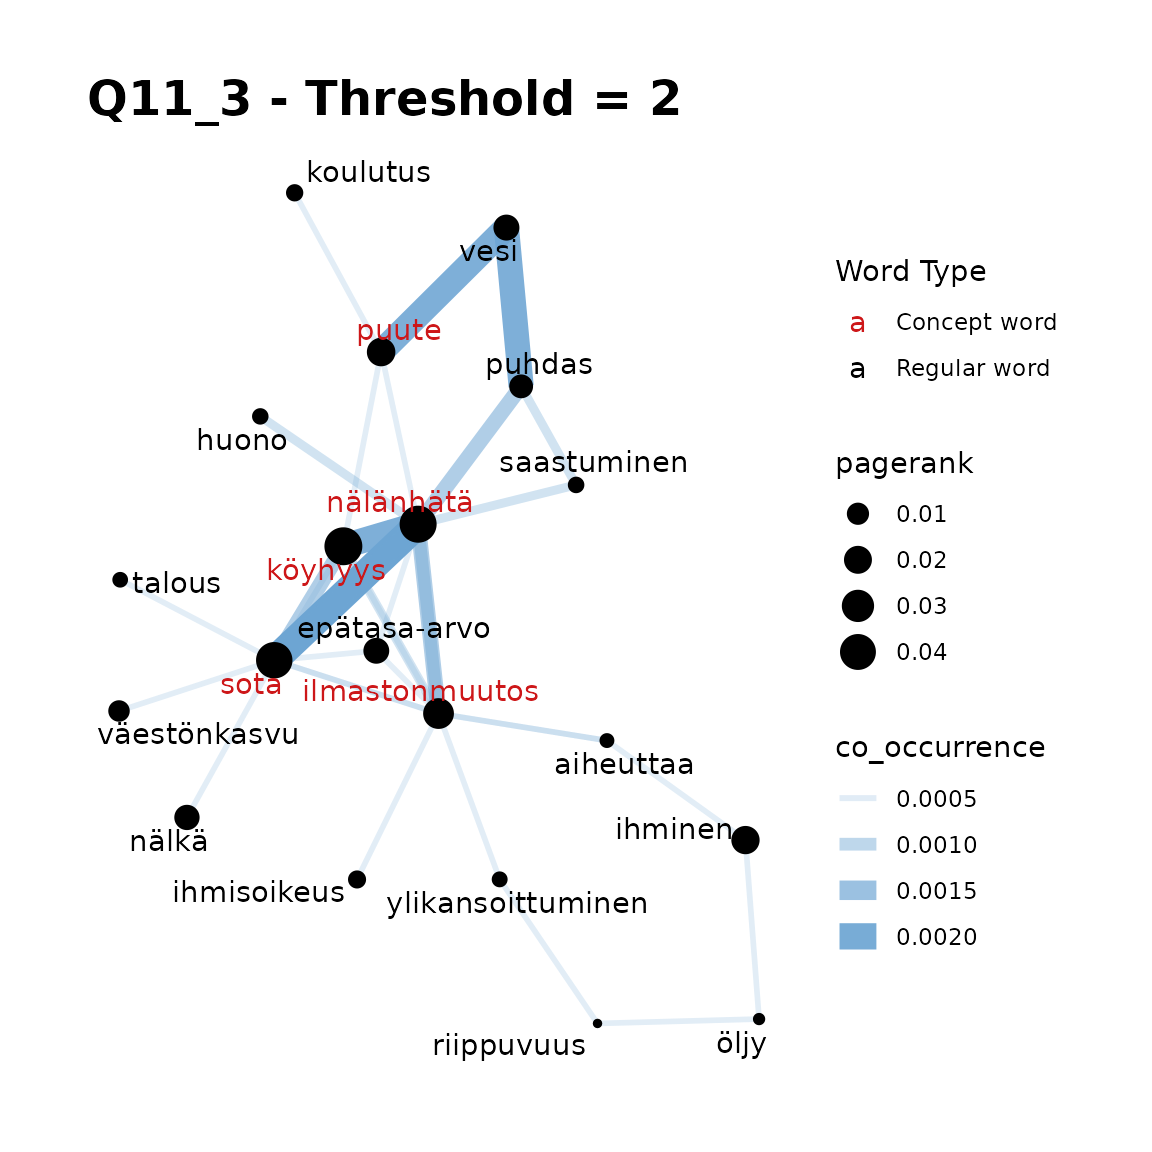 Q11_3 - Threshold = 2
koulutus
vesi
puute
puhdas
huono
saastuminen
nälänhätä
köyhyys
talous
epätasa-arvo
sota
ilmastonmuutos
väestönkasvu
aiheuttaa
ihminen
nälkä
ihmisoikeus
ylikansoittuminen
riippuvuus
öljy
Word Type
a Concept word
a Regular word
pagerank
0.01
0.02
0.03
0.04
co_occurrence
0.0005
0.0010
0.0015
0.0020